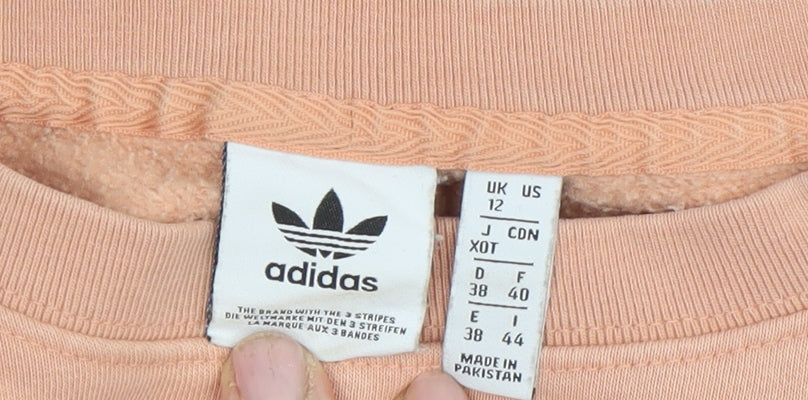 adidas
THE BRAND WITH THE 3 STRIPES
DIE WELTMARKE MIT DEN 3 STREIFEN
LA MARQUE AUX 3 BANDES
UK US
12
J CDN
XOT
D F
38 40
E I
38 44
MADE IN
PAKISTAN